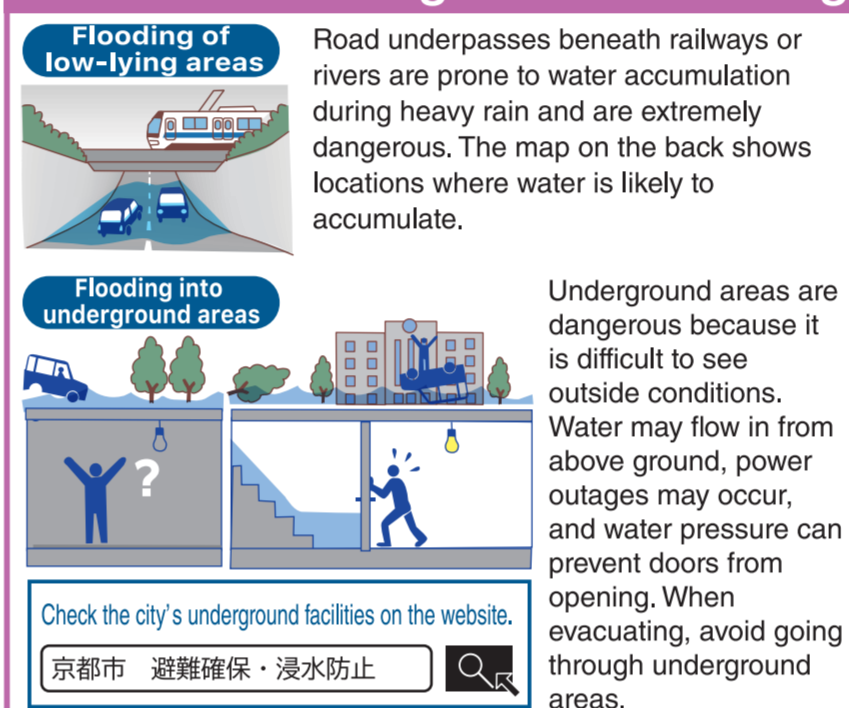 Flooding of
low-lying areas
Road underpasses beneath railways or
rivers are prone to water accumulation
during heavy rain and are extremely
dangerous. The map on the back shows
locations where water is likely to
accumulate.
Flooding into
underground areas
?
Underground areas are
dangerous because it
is difficult to see
outside conditions.
Water may flow in from
above ground, power
outages may occur,
and water pressure can
prevent doors from
opening. When
evacuating, avoid going
through underground
areas.
Check the city's underground facilities on the website.
京都市 避難確保・浸水防止